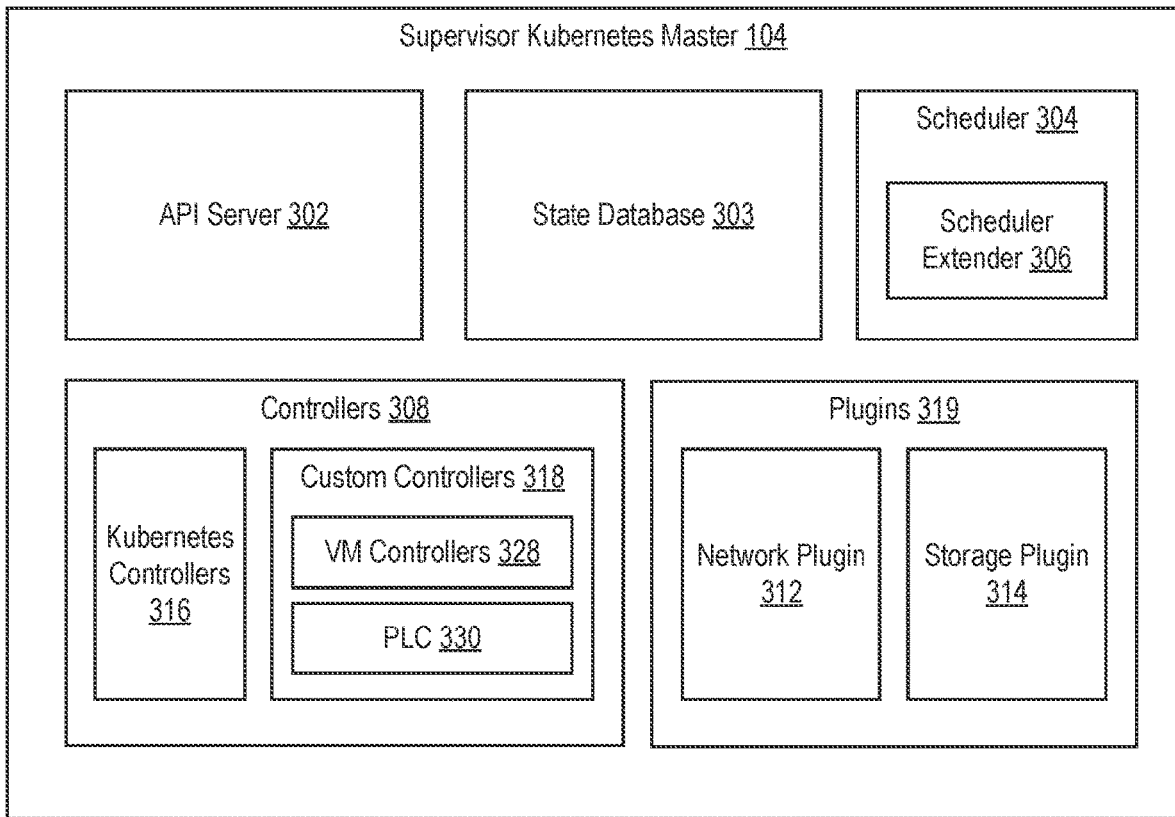 Supervisor Kubernetes Master 104
API Server 302
State Database 303
Scheduler 304
Scheduler
Extender 306
Controllers 308
Kubernetes
Controllers
316
Custom Controllers 318
VM Controllers 328
PLC 330
Plugins 319
Network Plugin
312
Storage Plugin
314